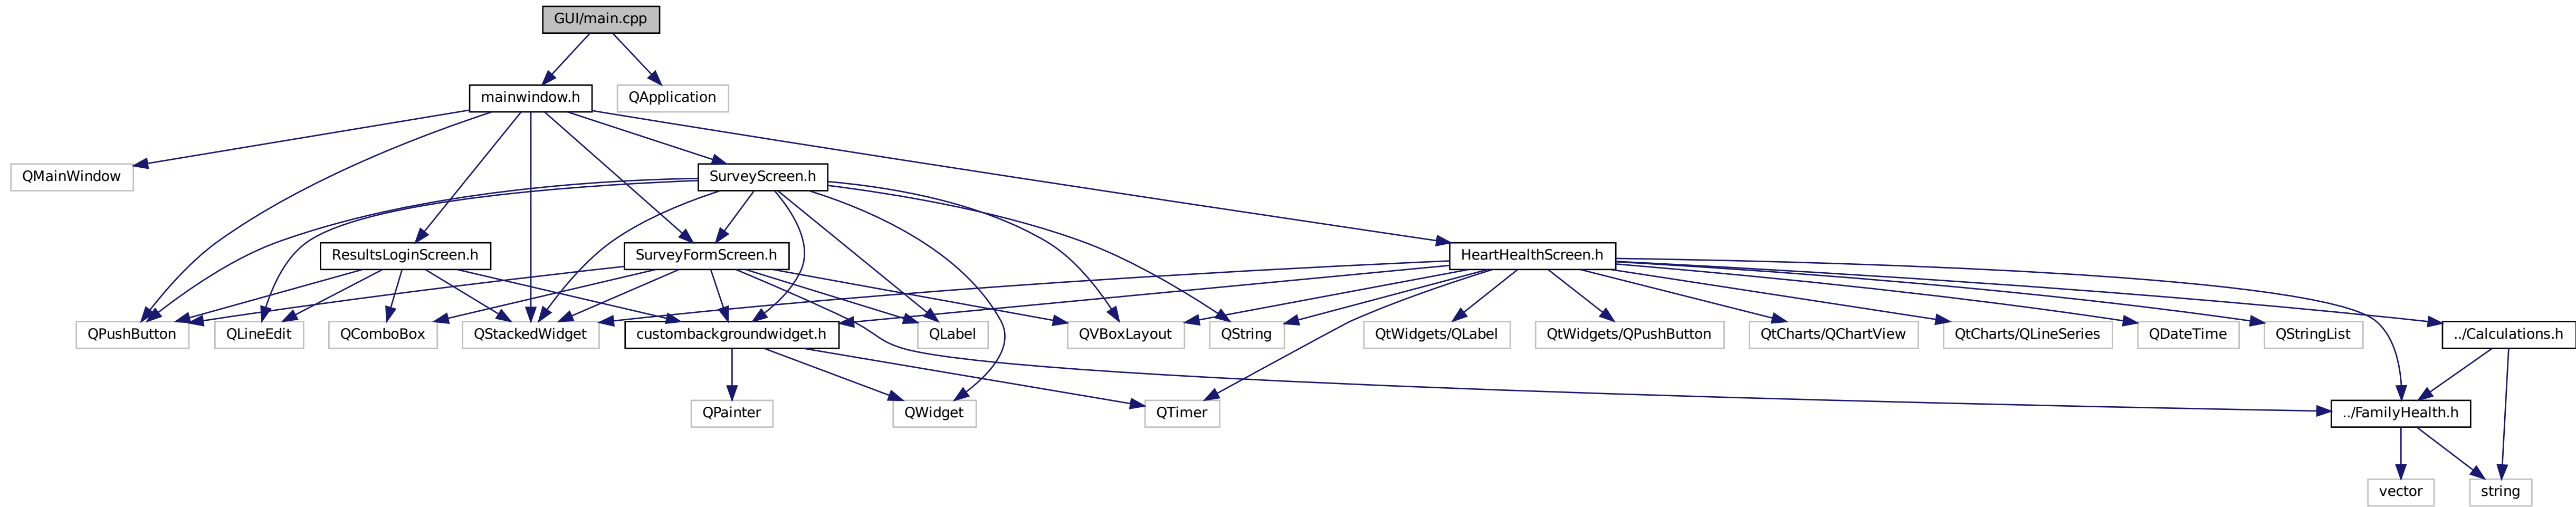 GUI/main.cpp
mainwindow.h
QApplication
QMainWindow
SurveyScreen.h
ResultsLoginScreen.h
SurveyFormScreen.h
HeartHealthScreen.h
QPushButton
QLineEdit
QComboBox
QStackedWidget
custombackgroundwidget.h
QLabel
QVBoxLayout
QString
QtWidgets/QLabel
QtWidgets/QPushButton
QtCharts/QChartView
QtCharts/QLineSeries
QDateTime
QStringList
../Calculations.h
QPainter
QWidget
QTimer
../FamilyHealth.h
vector
string